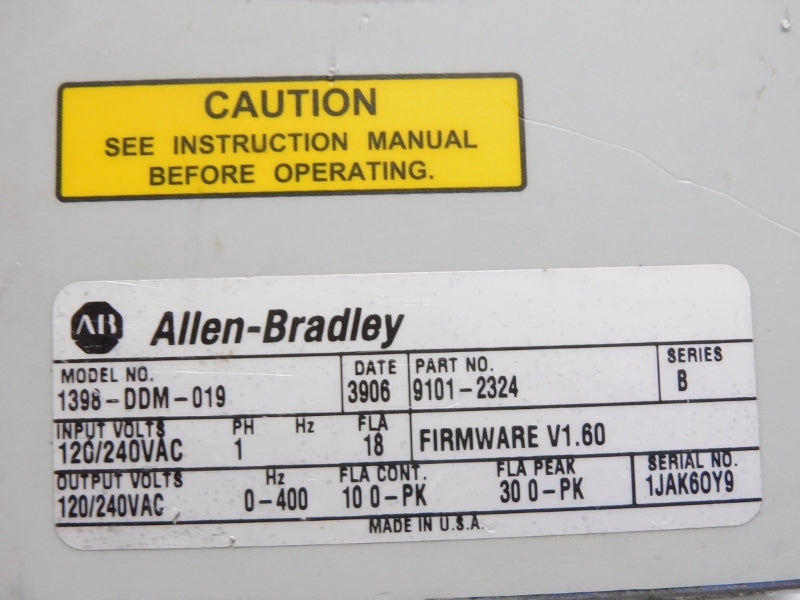 CAUTION
SEE INSTRUCTION MANUAL
BEFORE OPERATING.
AB Allen-Bradley
MODEL NO. DATE PART NO. SERIES
1398-DDM-019 3906 9101-2324 B
INPUT VOLTS PH Hz FLA
120/240VAC 1 18 FIRMWARE V1.60
OUTPUT VOLTS Hz FLA CONT. FLA PEAK SERIAL NO.
120/240VAC 0-400 10 0-PK 30 0-PK 1JAK60Y9
MADE IN U.S.A.